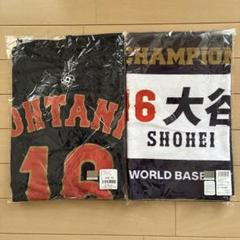 OHTANI
16
CHAMPION
16 大谷
SHOHEI
WORLD BASE